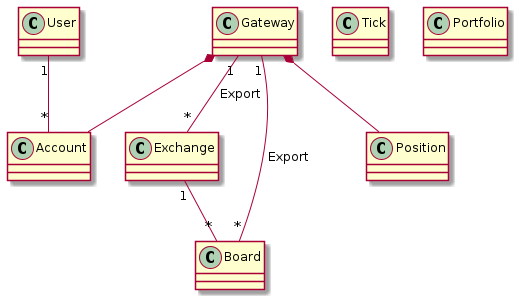 C User
C Gateway
C Tick
C Portfolio
1
1
1
Export
*
*
C Account
C Exchange
C Position
Export
1
*
*
C Board